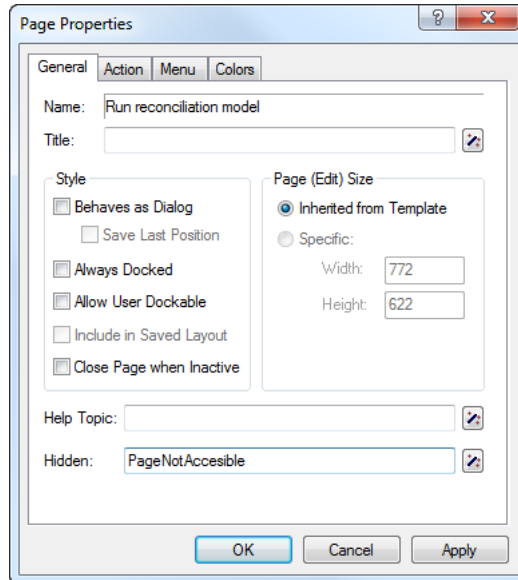 Page Properties
General Action Menu Colors
Name: Run reconciliation model
Title:
Style
Page (Edit) Size
Behaves as Dialog
Inherited from Template
Save Last Position
Specific:
Always Docked
Width: 772
Allow User Dockable
Height: 622
Include in Saved Layout
Close Page when Inactive
Help Topic:
Hidden: PageNotAccesible
OK Cancel Apply